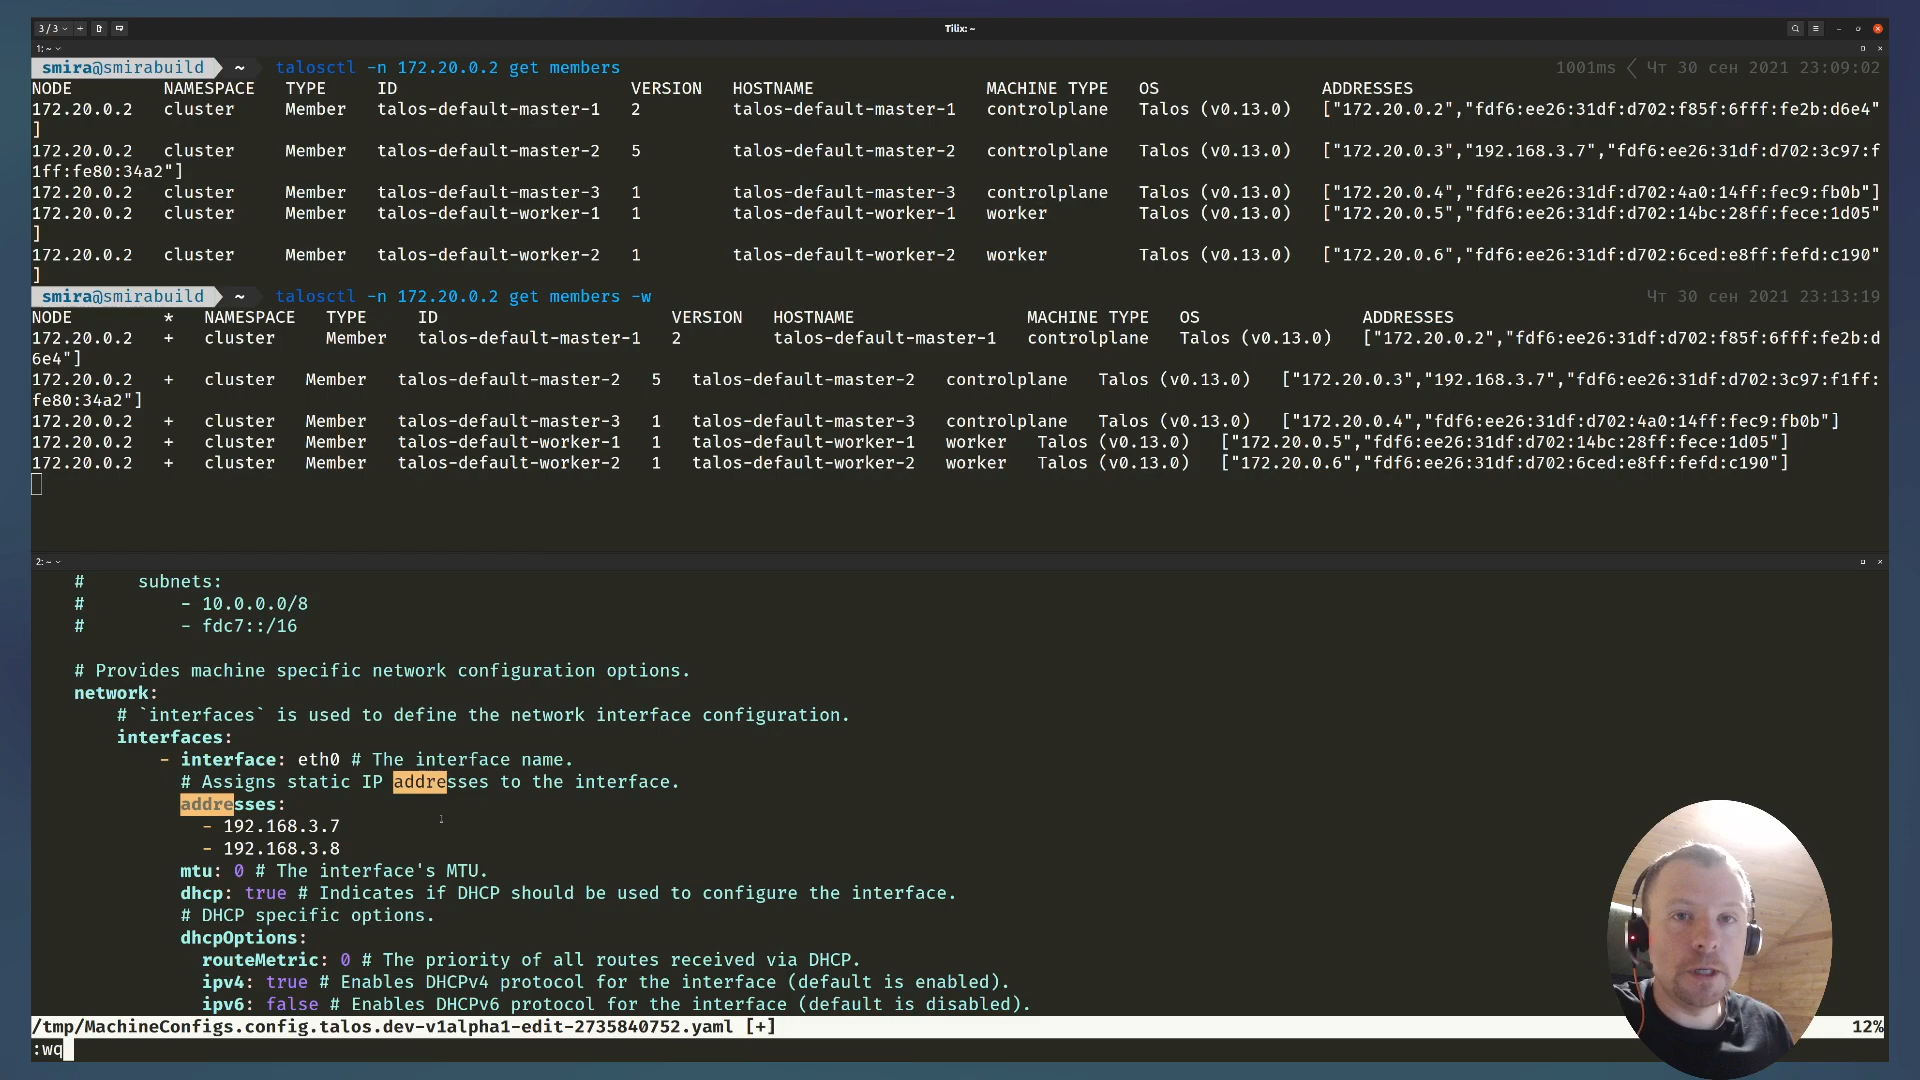 3 / 3
Tilix: ~
1: ~
smira@smirabuild ~ talosctl -n 172.20.0.2 get members 1001ms Чт 30 сен 2021 23:09:02
NODE NAMESPACE TYPE ID VERSION HOSTNAME MACHINE TYPE OS ADDRESSES
172.20.0.2 cluster Member talos-default-master-1 2 talos-default-master-1 controlplane Talos (v0.13.0) ["172.20.0.2","fdf6:ee26:31df:d702:f85f:6fff:fe2b:d6e4"
]
172.20.0.2 cluster Member talos-default-master-2 5 talos-default-master-2 controlplane Talos (v0.13.0) ["172.20.0.3","192.168.3.7","fdf6:ee26:31df:d702:3c97:f
1ff:fe80:34a2"]
172.20.0.2 cluster Member talos-default-master-3 1 talos-default-master-3 controlplane Talos (v0.13.0) ["172.20.0.4","fdf6:ee26:31df:d702:4a0:14ff:fec9:fb0b"]
172.20.0.2 cluster Member talos-default-worker-1 1 talos-default-worker-1 worker Talos (v0.13.0) ["172.20.0.5","fdf6:ee26:31df:d702:14bc:28ff:fece:1d05"
]
172.20.0.2 cluster Member talos-default-worker-2 1 talos-default-worker-2 worker Talos (v0.13.0) ["172.20.0.6","fdf6:ee26:31df:d702:6ced:e8ff:fefd:c190"
]
smira@smirabuild ~ talosctl -n 172.20.0.2 get members -w Чт 30 сен 2021 23:13:19
NODE * NAMESPACE TYPE ID VERSION HOSTNAME MACHINE TYPE OS ADDRESSES
172.20.0.2 + cluster Member talos-default-master-1 2 talos-default-master-1 controlplane Talos (v0.13.0) ["172.20.0.2","fdf6:ee26:31df:d702:f85f:6fff:fe2b:d
6e4"]
172.20.0.2 + cluster Member talos-default-master-2 5 talos-default-master-2 controlplane Talos (v0.13.0) ["172.20.0.3","192.168.3.7","fdf6:ee26:31df:d702:3c97:f1ff:
fe80:34a2"]
172.20.0.2 + cluster Member talos-default-master-3 1 talos-default-master-3 controlplane Talos (v0.13.0) ["172.20.0.4","fdf6:ee26:31df:d702:4a0:14ff:fec9:fb0b"]
172.20.0.2 + cluster Member talos-default-worker-1 1 talos-default-worker-1 worker Talos (v0.13.0) ["172.20.0.5","fdf6:ee26:31df:d702:14bc:28ff:fece:1d05"]
172.20.0.2 + cluster Member talos-default-worker-2 1 talos-default-worker-2 worker Talos (v0.13.0) ["172.20.0.6","fdf6:ee26:31df:d702:6ced:e8ff:fefd:c190"]
2: ~
# subnets:
# - 10.0.0.0/8
# - fdc7::/16
# Provides machine specific network configuration options.
network:
# `interfaces` is used to define the network interface configuration.
interfaces:
- interface: eth0 # The interface name.
# Assigns static IP addresses to the interface.
addresses:
- 192.168.3.7
- 192.168.3.8
mtu: 0 # The interface's MTU.
dhcp: true # Indicates if DHCP should be used to configure the interface.
# DHCP specific options.
dhcpOptions:
routeMetric: 0 # The priority of all routes received via DHCP.
ipv4: true # Enables DHCPv4 protocol for the interface (default is enabled).
ipv6: false # Enables DHCPv6 protocol for the interface (default is disabled).
/tmp/MachineConfigs.config.talos.dev-v1alpha1-edit-2735840752.yaml [+] 12%
:wq